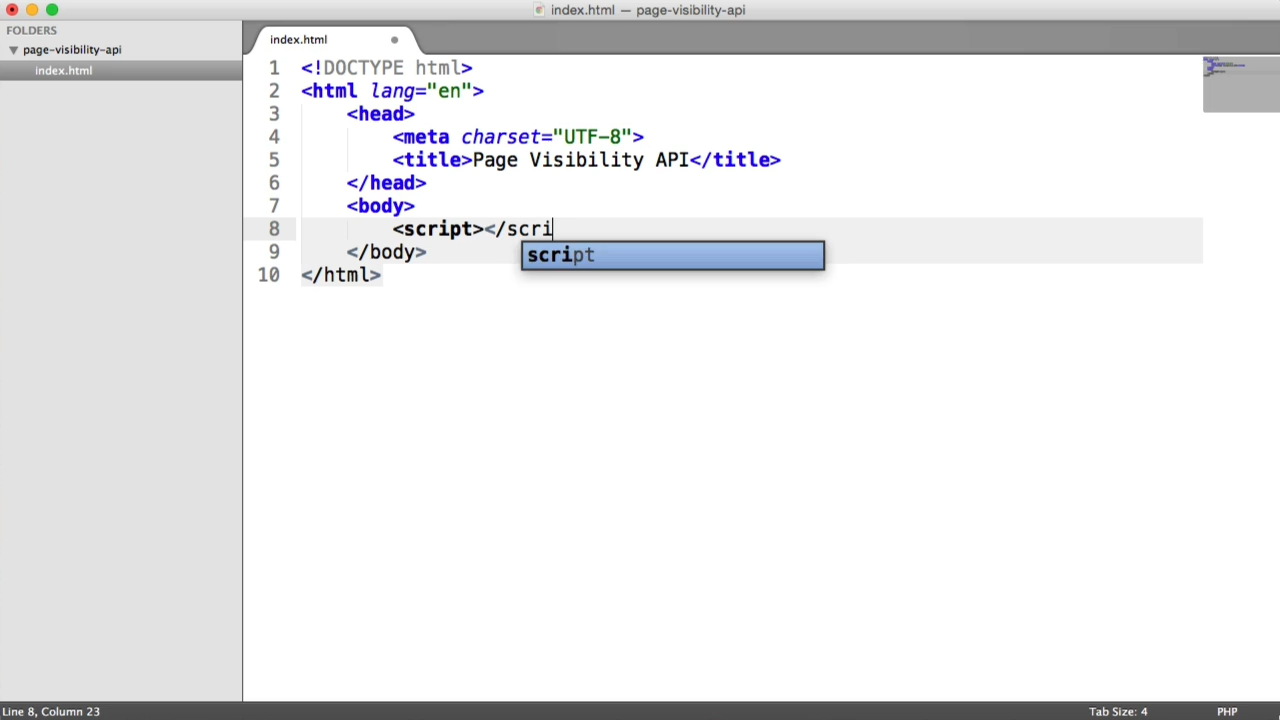 index.html — page-visibility-api
FOLDERS
page-visibility-api
index.html
index.html
1 <!DOCTYPE html>
2 <html lang="en">
3 <head>
4 <meta charset="UTF-8">
5 <title>Page Visibility API</title>
6 </head>
7 <body>
8 <script></scri
script
9 </body>
10 </html>
Line 8, Column 23
Tab Size: 4
PHP